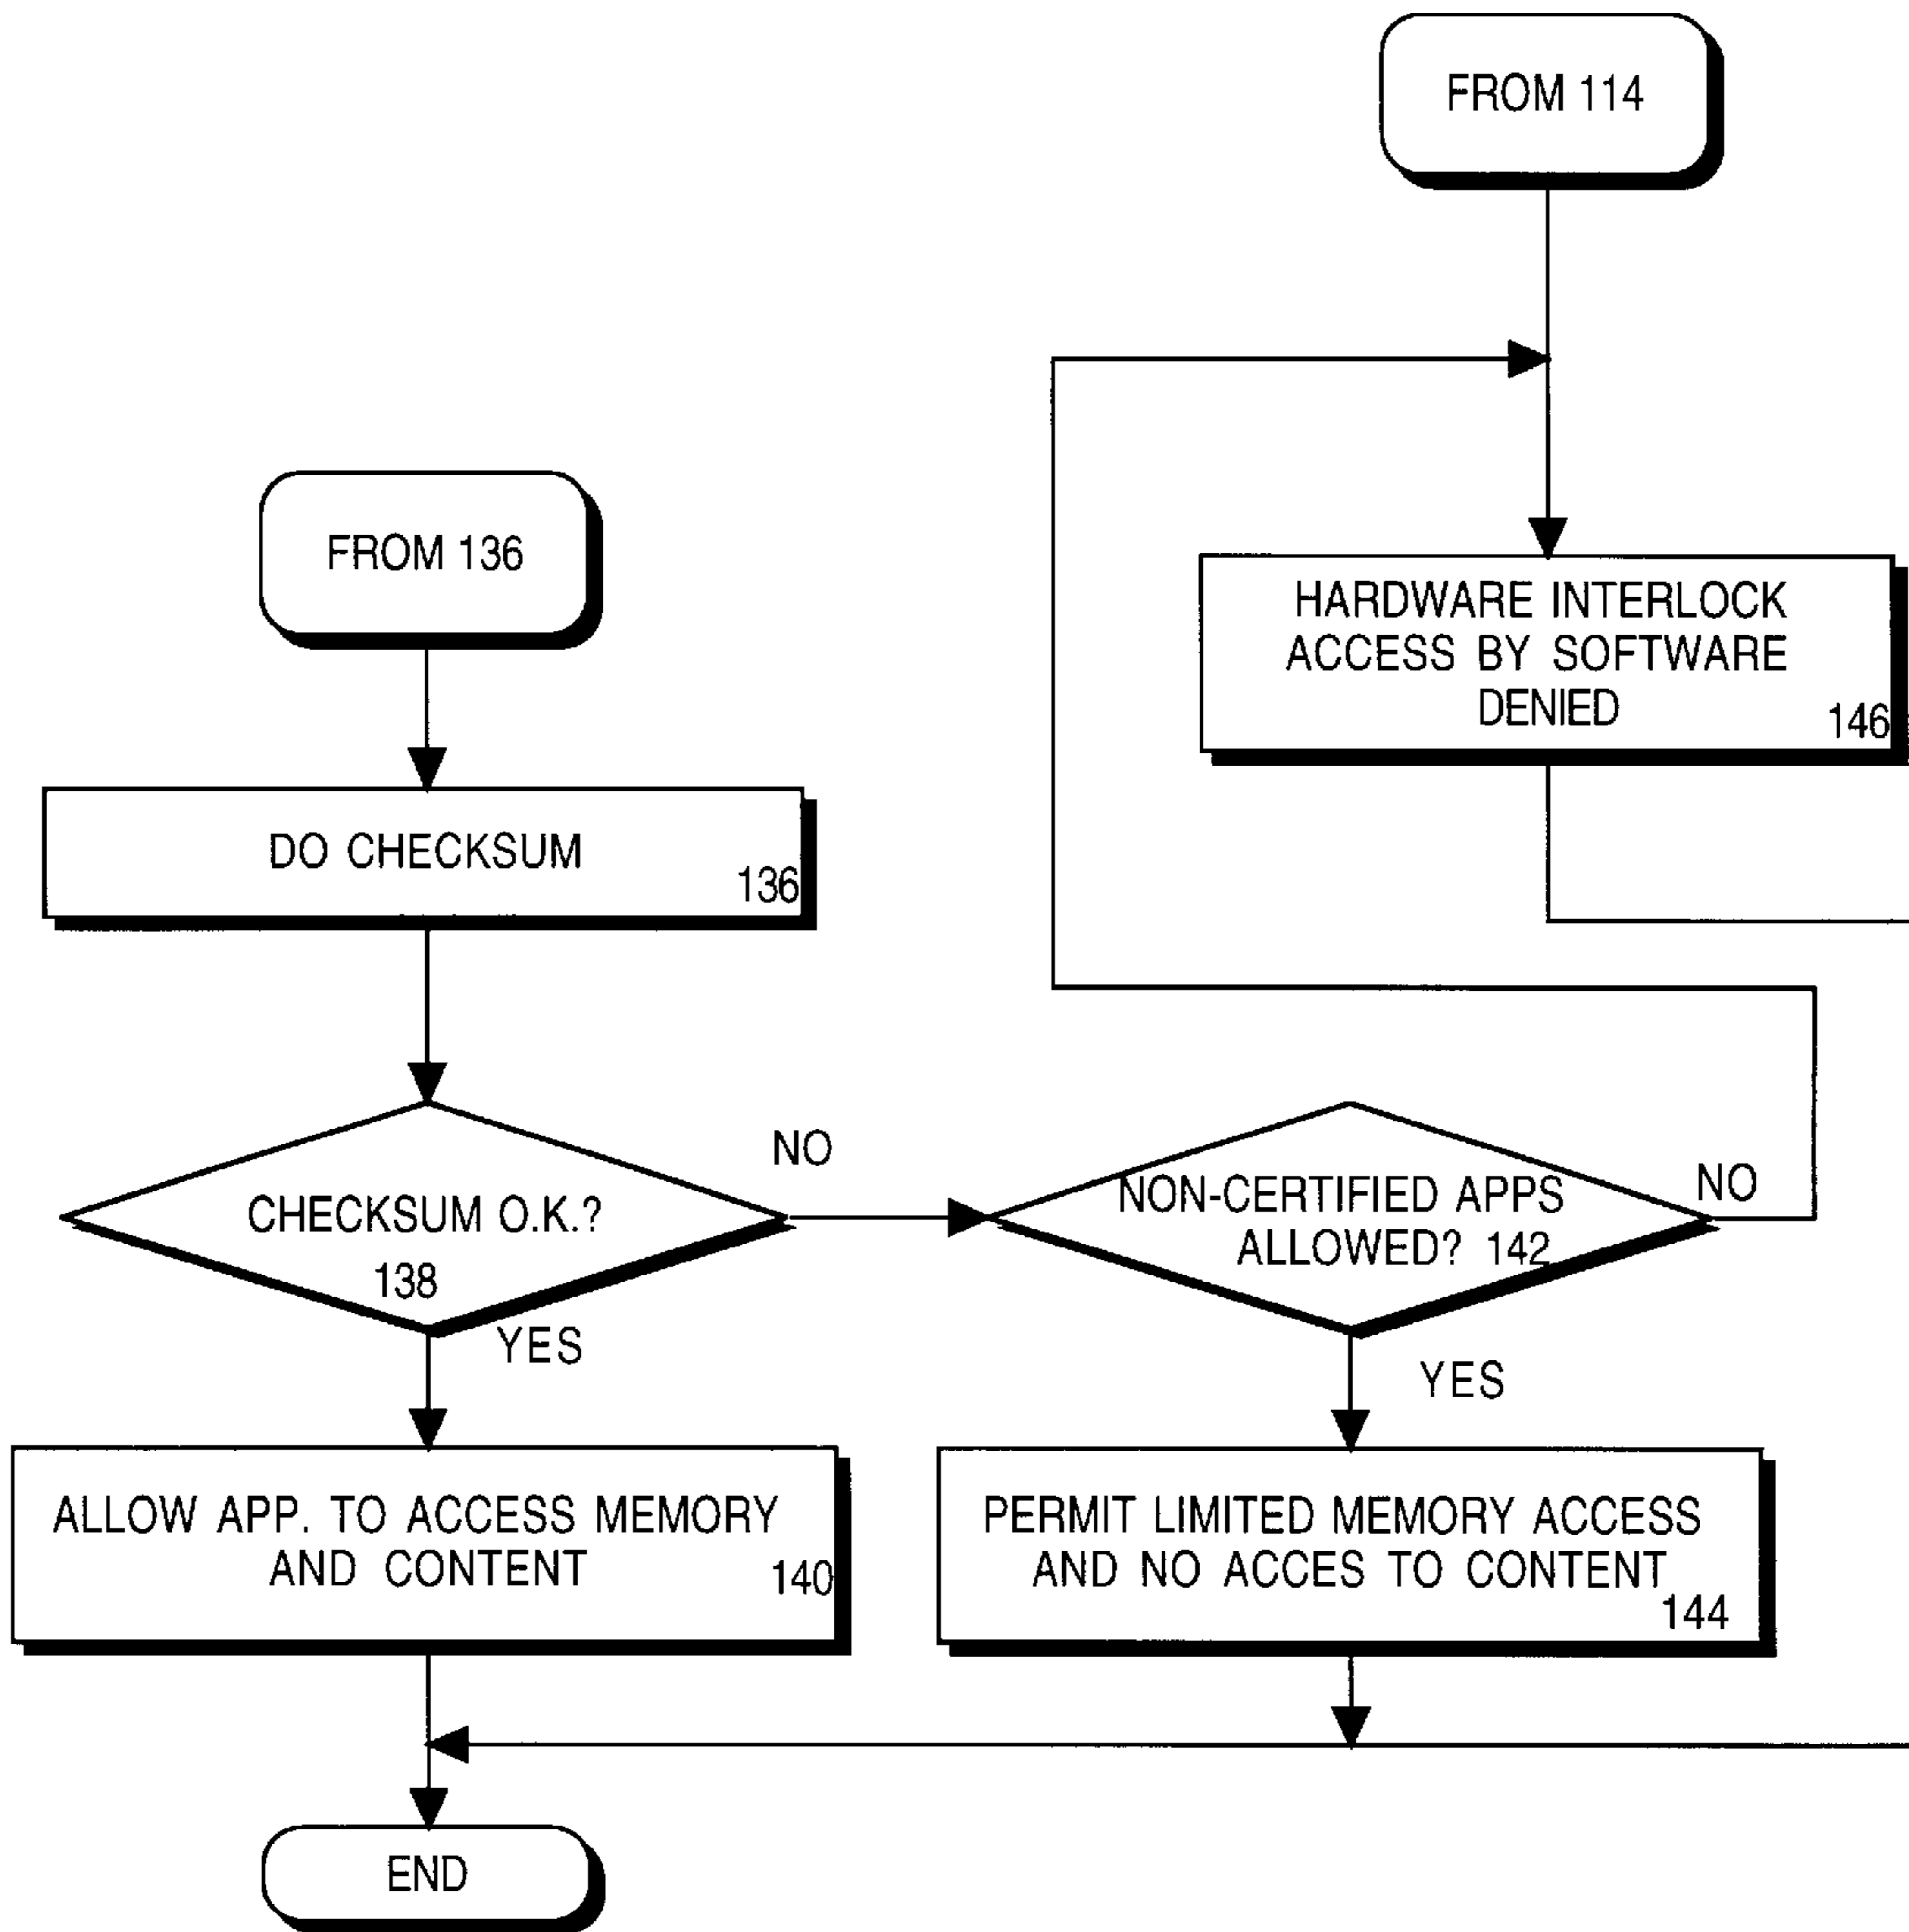 FROM 114
FROM 136
HARDWARE INTERLOCK
ACCESS BY SOFTWARE
DENIED
146
DO CHECKSUM
136
CHECKSUM O.K.?
138
NO
YES
NON-CERTIFIED APPS
ALLOWED? 142
NO
YES
ALLOW APP. TO ACCESS MEMORY
AND CONTENT
140
PERMIT LIMITED MEMORY ACCESS
AND NO ACCES TO CONTENT
144
END